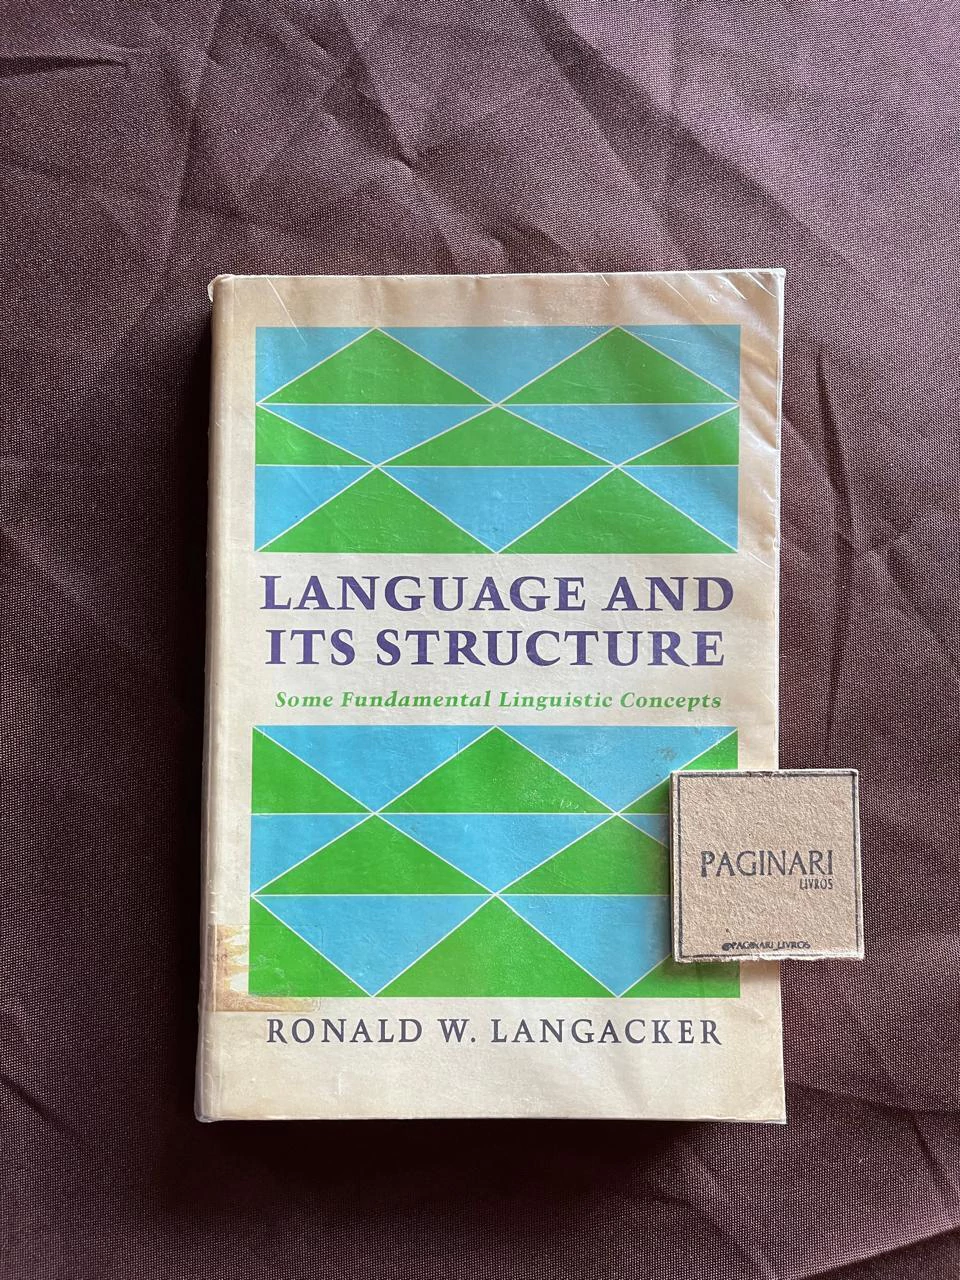 LANGUAGE AND
ITS STRUCTURE
Some Fundamental Linguistic Concepts
PAGINARI
LIVROS
@PAGINARI_LIVROS
RONALD W. LANGACKER